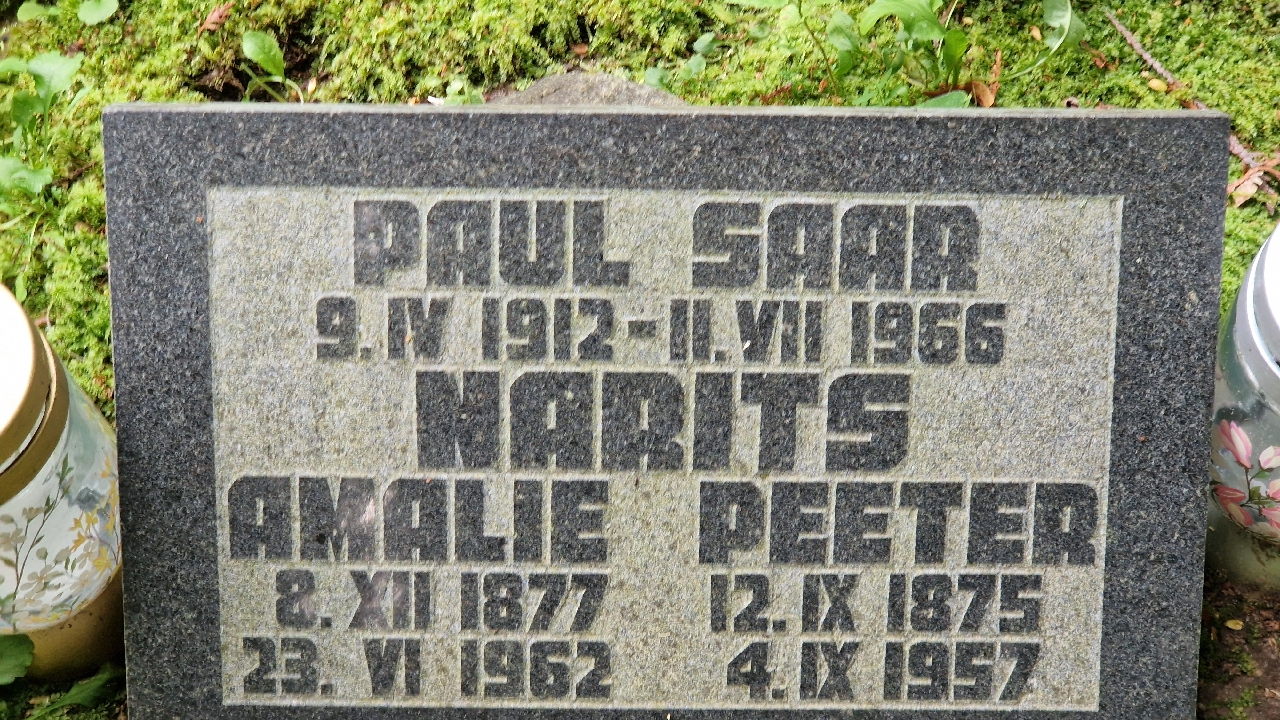 PAUL SAAR
9. IV 1912 - 11. VII 1966
NARITS
AMALIE PEETER
8. XII 1877 12. IX 1875
23. VI 1962 4. IX 1957